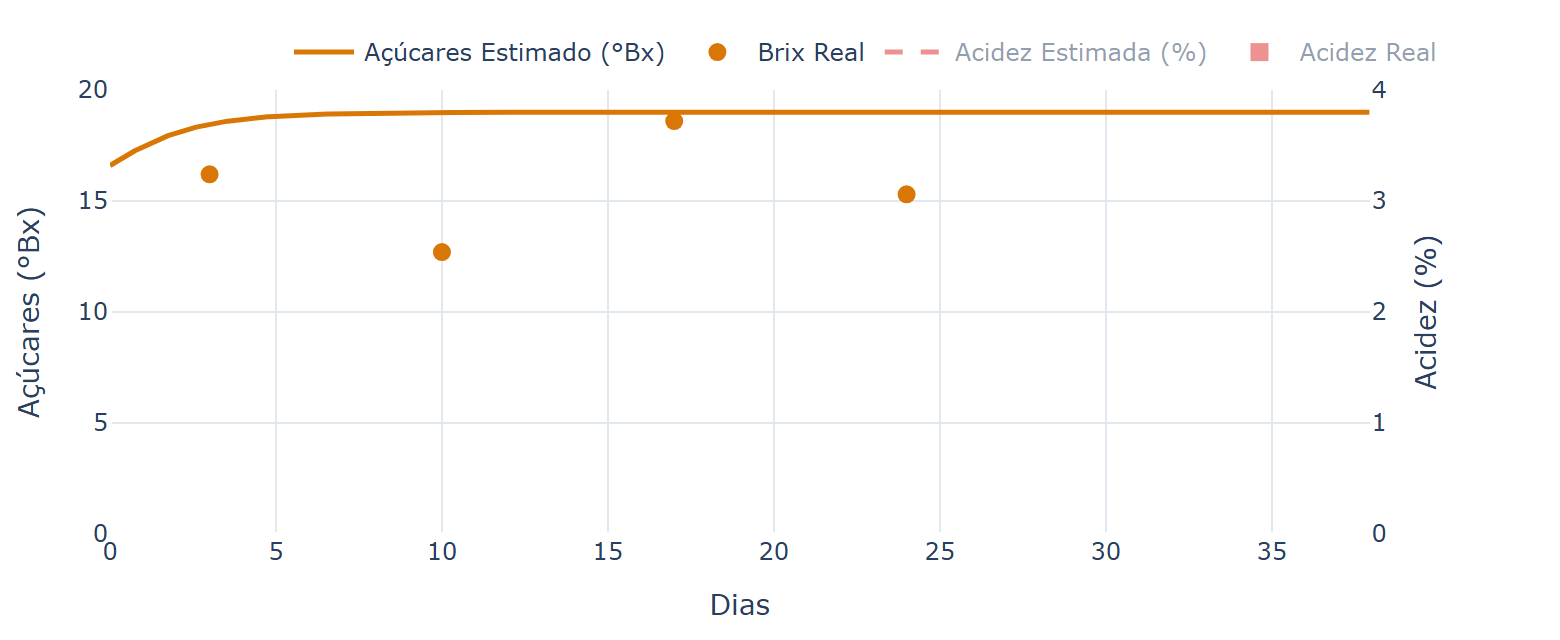 Açúcares Estimado (°Bx) Brix Real Acidez Estimada (%) Acidez Real
20
15
10
5
0
Açúcares (°Bx)
4
3
2
1
0
Acidez (%)
0 5 10 15 20 25 30 35
Dias